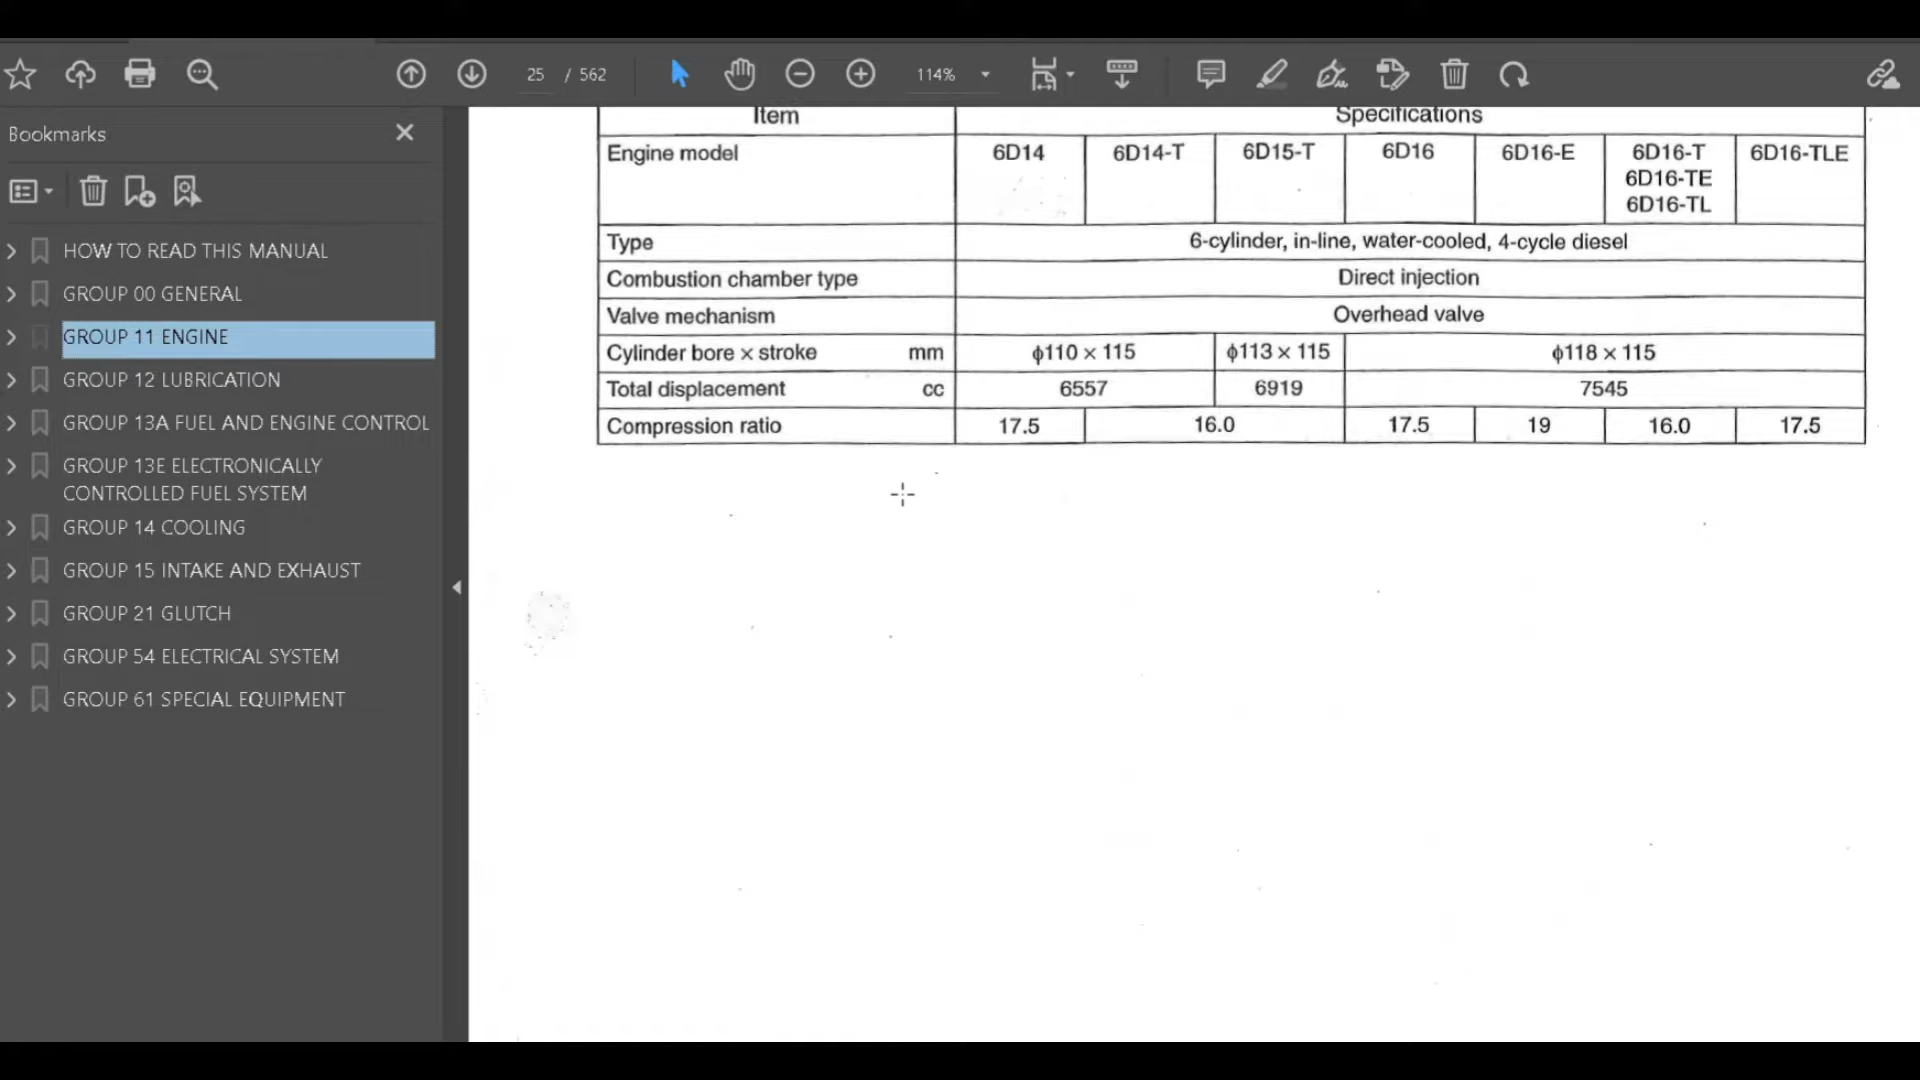 25 / 562
114%
Bookmarks
HOW TO READ THIS MANUAL
GROUP 00 GENERAL
GROUP 11 ENGINE
GROUP 12 LUBRICATION
GROUP 13A FUEL AND ENGINE CONTROL
GROUP 13E ELECTRONICALLY
CONTROLLED FUEL SYSTEM
GROUP 14 COOLING
GROUP 15 INTAKE AND EXHAUST
GROUP 21 GLUTCH
GROUP 54 ELECTRICAL SYSTEM
GROUP 61 SPECIAL EQUIPMENT
Item Specifications
Engine model 6D14 6D14-T 6D15-T 6D16 6D16-E 6D16-T 6D16-TLE
6D16-TE
6D16-TL
Type 6-cylinder, in-line, water-cooled, 4-cycle diesel
Combustion chamber type Direct injection
Valve mechanism Overhead valve
Cylinder bore × stroke mm ϕ110 × 115 ϕ113 × 115 ϕ118 × 115
Total displacement cc 6557 6919 7545
Compression ratio 17.5 16.0 17.5 19 16.0 17.5